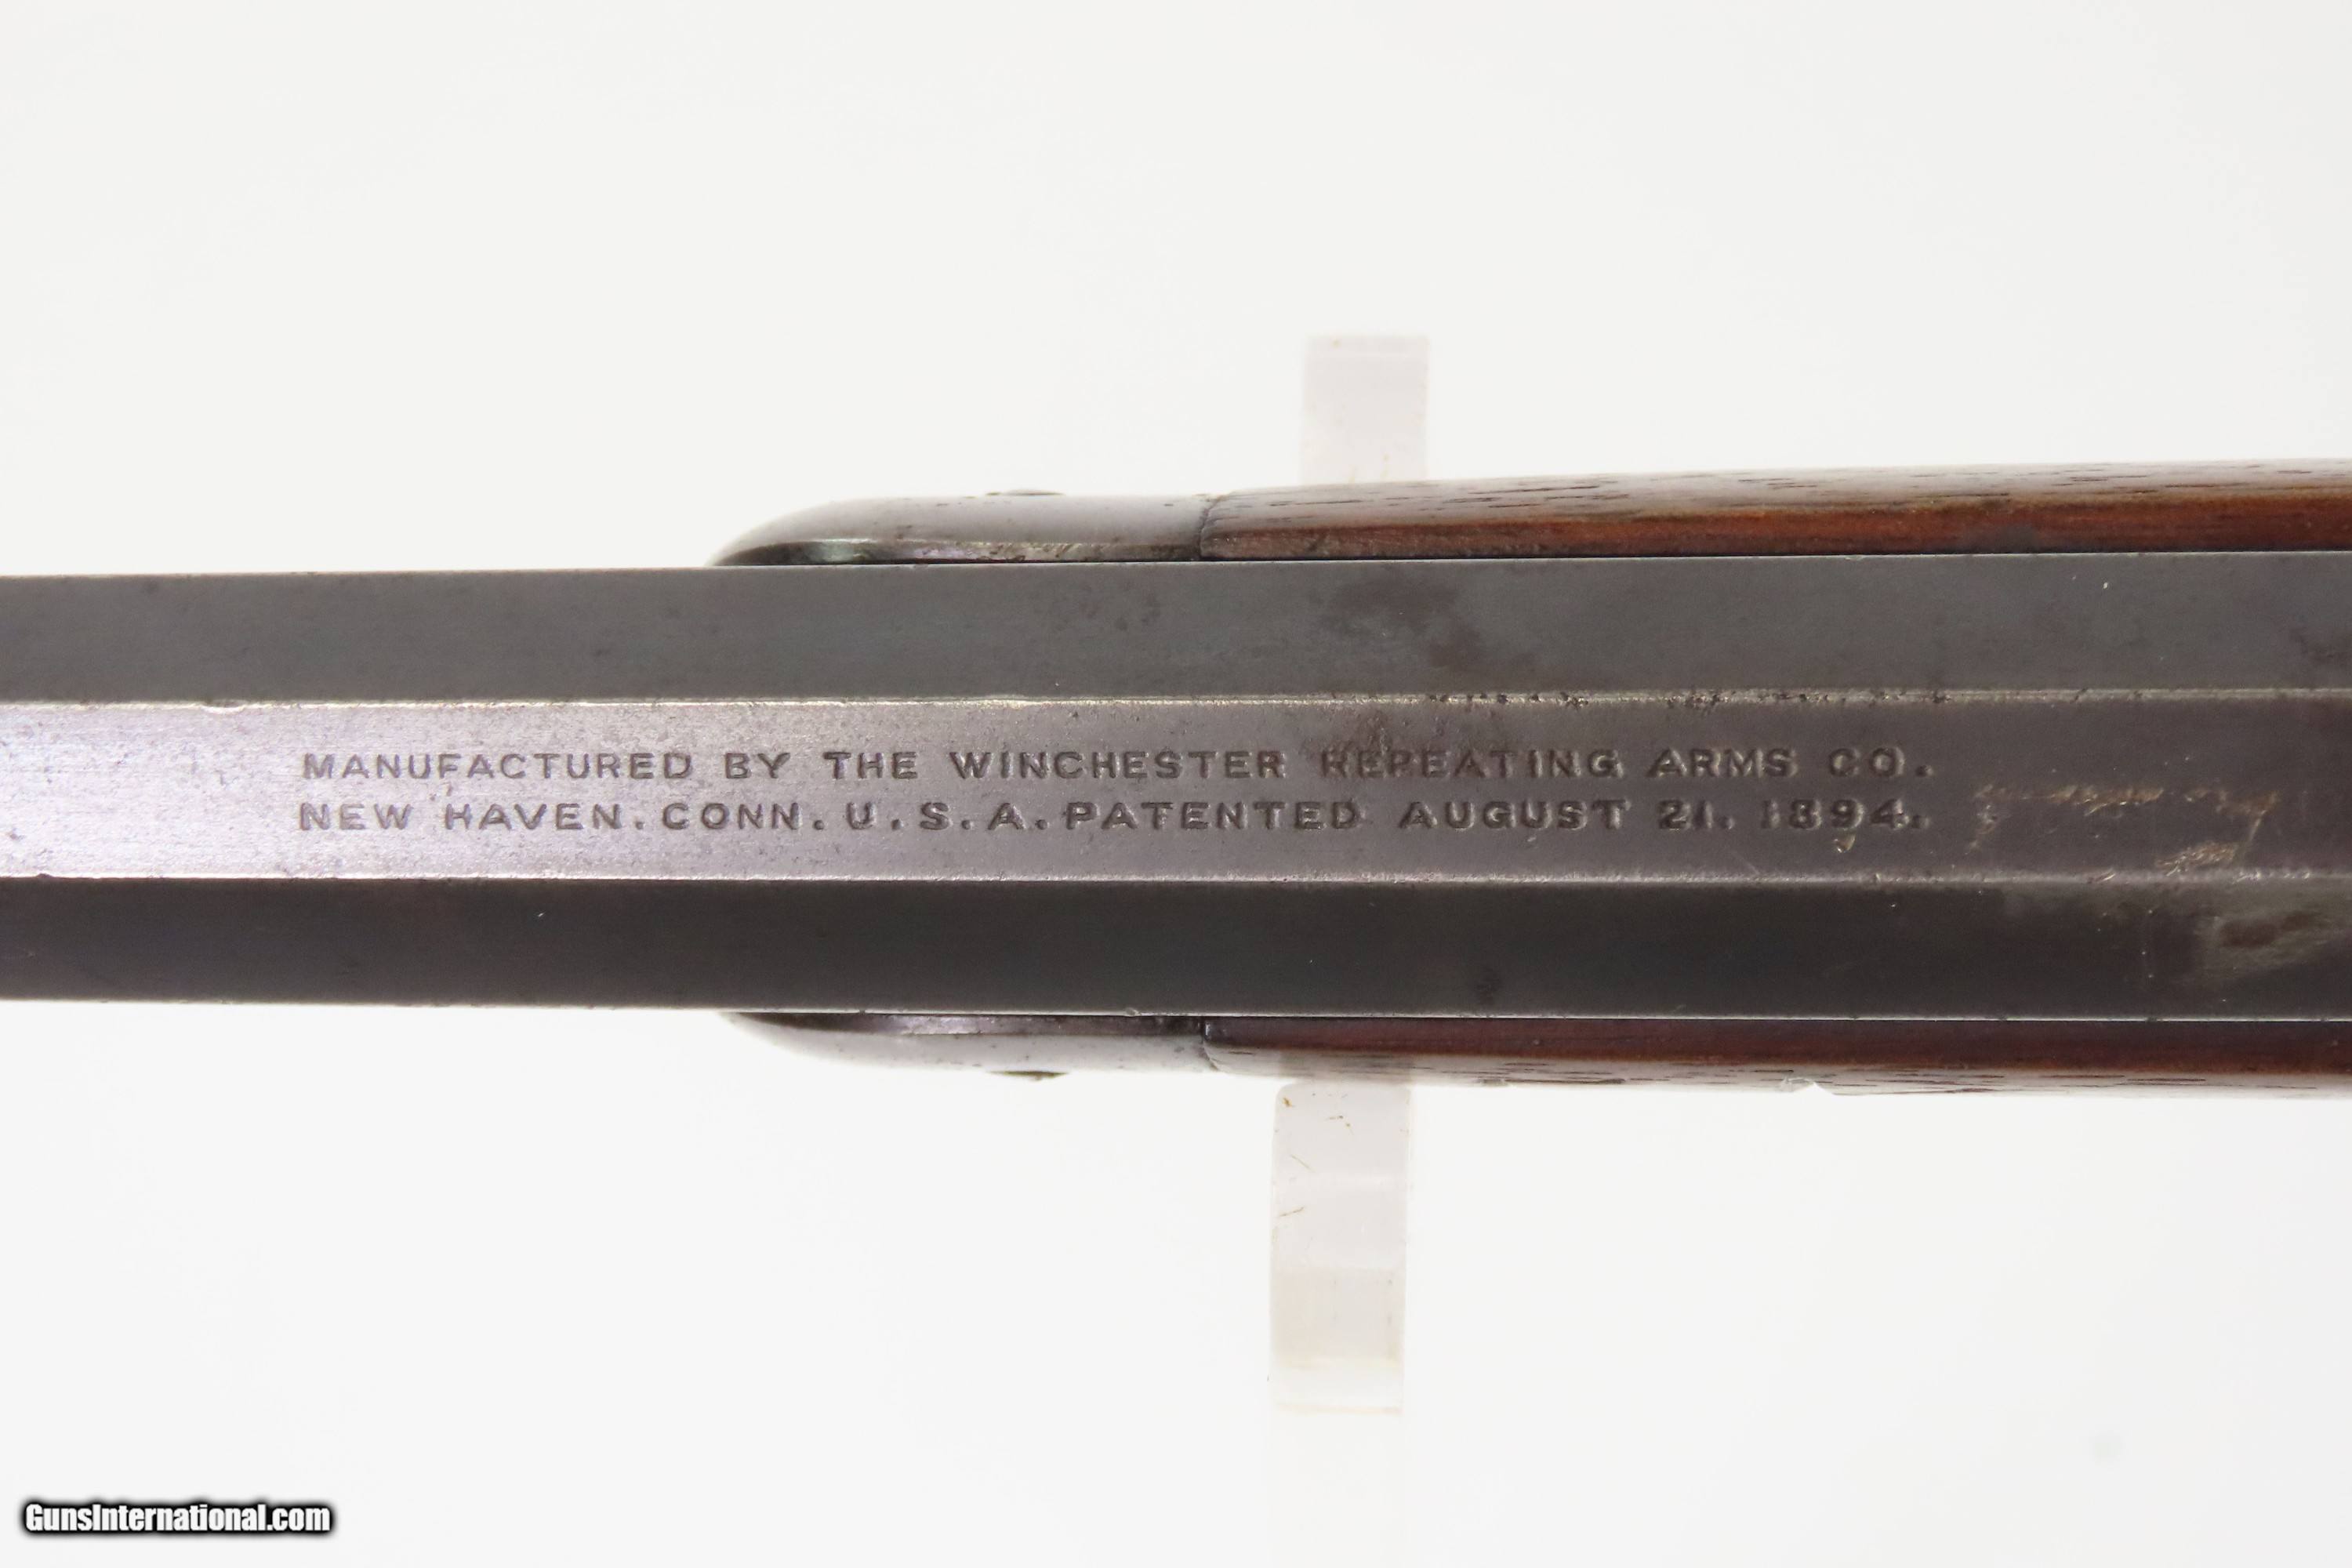 MANUFACTURED BY THE WINCHESTER REPEATING ARMS CO.
NEW HAVEN. CONN. U.S.A. PATENTED AUGUST 21. 1894.
GunsInternational.com